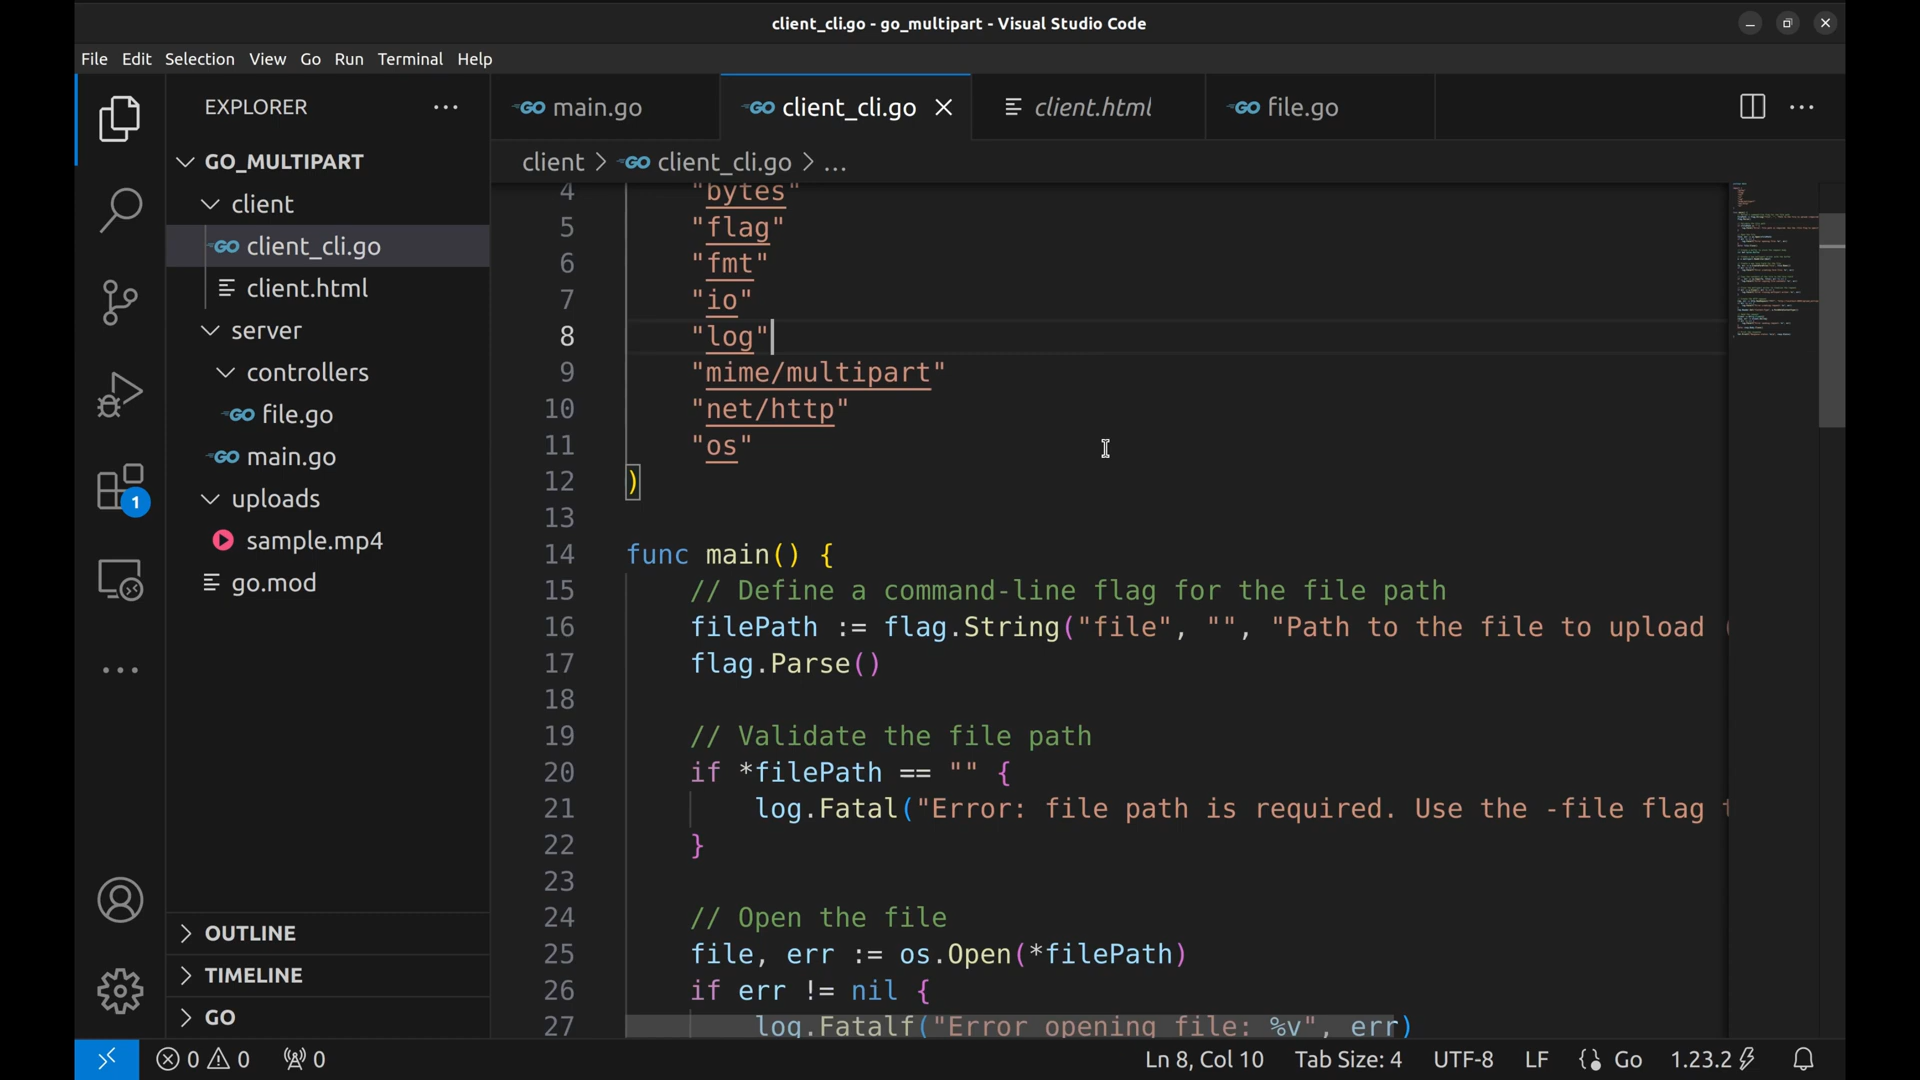 client_cli.go - go_multipart - Visual Studio Code
File Edit Selection View Go Run Terminal Help
EXPLORER
GO_MULTIPART
client
client_cli.go
client.html
server
controllers
file.go
main.go
uploads
sample.mp4
go.mod
OUTLINE
TIMELINE
GO
main.go client_cli.go client.html file.go
client > client_cli.go > ...
4 "bytes"
5 "flag"
6 "fmt"
7 "io"
8 "log"
9 "mime/multipart"
10 "net/http"
11 "os"
12 )
13
14 func main() {
15 // Define a command-line flag for the file path
16 filePath := flag.String("file", "", "Path to the file to upload (
17 flag.Parse()
18
19 // Validate the file path
20 if *filePath == "" {
21 log.Fatal("Error: file path is required. Use the -file flag t
22 }
23
24 // Open the file
25 file, err := os.Open(*filePath)
26 if err != nil {
27 log.Fatalf("Error opening file: %v", err)
1
0 0 0 Ln 8, Col 10 Tab Size: 4 UTF-8 LF {} Go 1.23.2